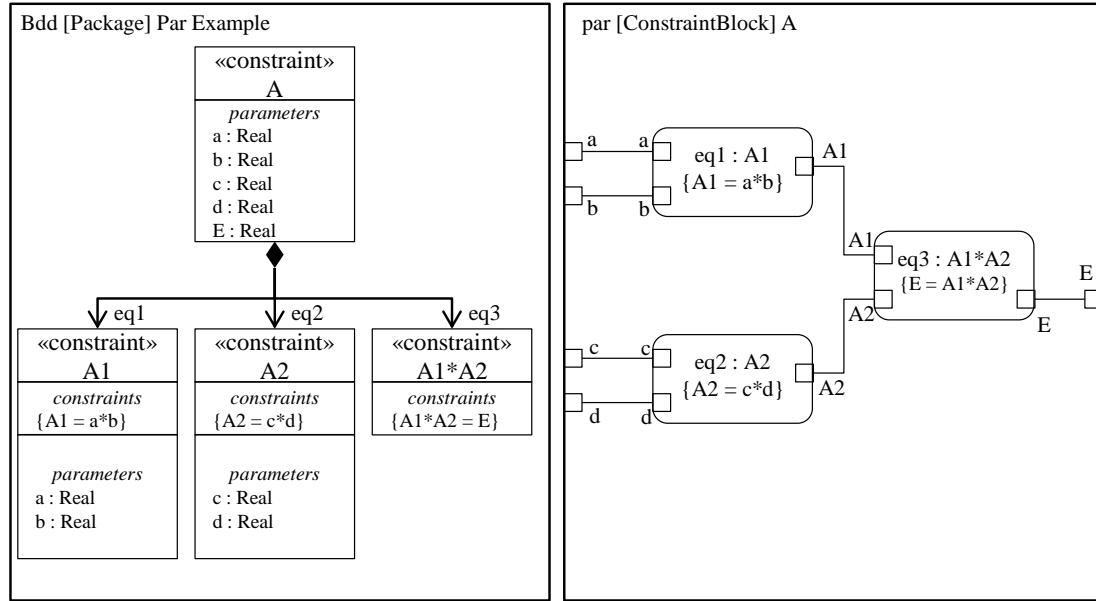 Bdd [Package] Par Example
«constraint»
A
parameters
a : Real
b : Real
c : Real
d : Real
E : Real
eq1
eq2
eq3
«constraint»
A1
constraints
{A1 = a*b}
parameters
a : Real
b : Real
«constraint»
A2
constraints
{A2 = c*d}
parameters
c : Real
d : Real
«constraint»
A1*A2
constraints
{A1*A2 = E}
par [ConstraintBlock] A
a
a
b
b
eq1 : A1
{A1 = a*b}
A1
A1
eq3 : A1*A2
{E = A1*A2}
A2
E
E
c
c
d
d
eq2 : A2
{A2 = c*d}
A2